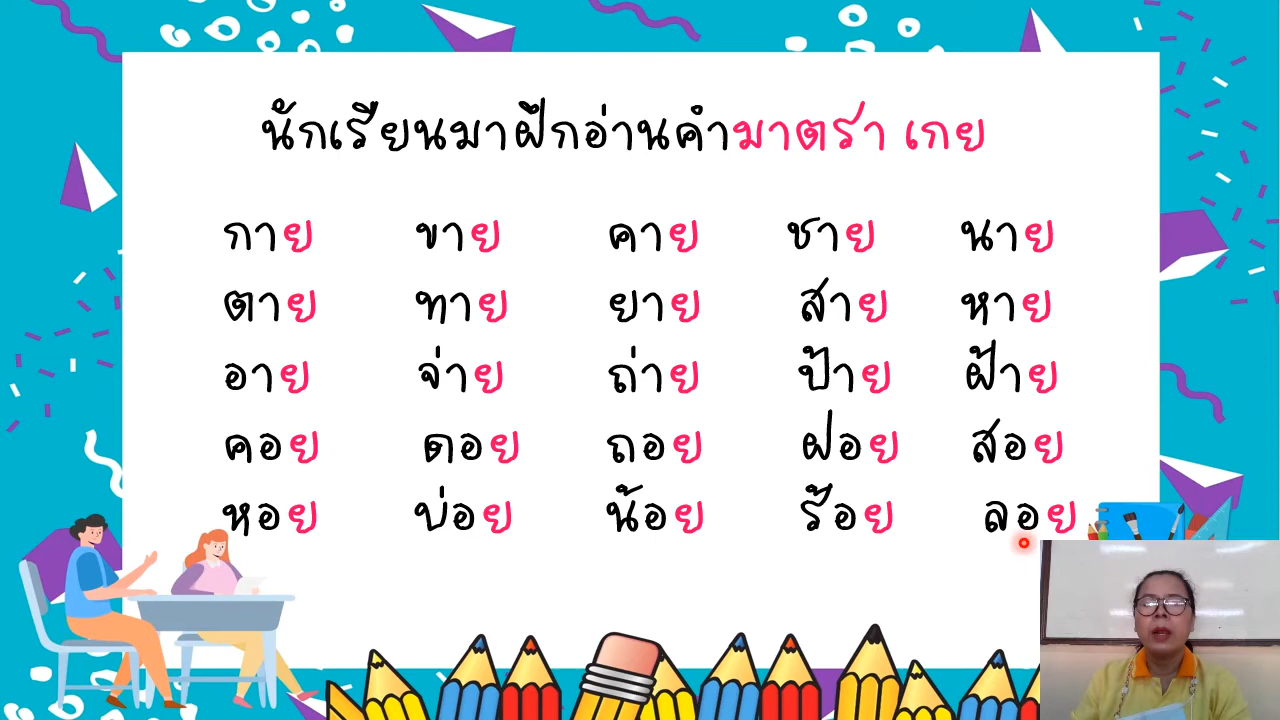 นักเรียนมาฝึกอ่านคำมาตรา เกย
กาย ขาย คาย ชาย นาย
ตาย ทาย ยาย สาย หาย
อาย จ่าย ถ่าย ป้าย ฝ้าย
คอย ดอย ถอย ฝอย สอย
หอย บ่อย น้อย ร้อย ลอย